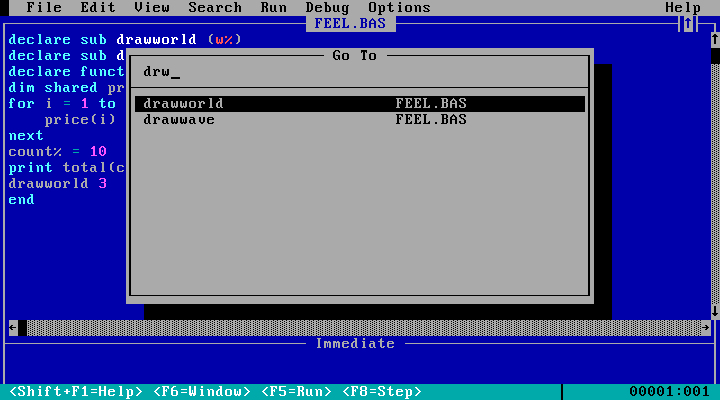 File Edit View Search Run Debug Options Help
FEEL.BAS ↑
declare sub drawworld (w%)
declare sub d
declare funct
dim shared pr
for i = 1 to
price(i)
next
count% = 10
print total(c
drawworld 3
end
Go To
drw_
drawworld FEEL.BAS
drawwave FEEL.BAS
Immediate
<Shift+F1=Help> <F6=Window> <F5=Run> <F8=Step> 00001:001